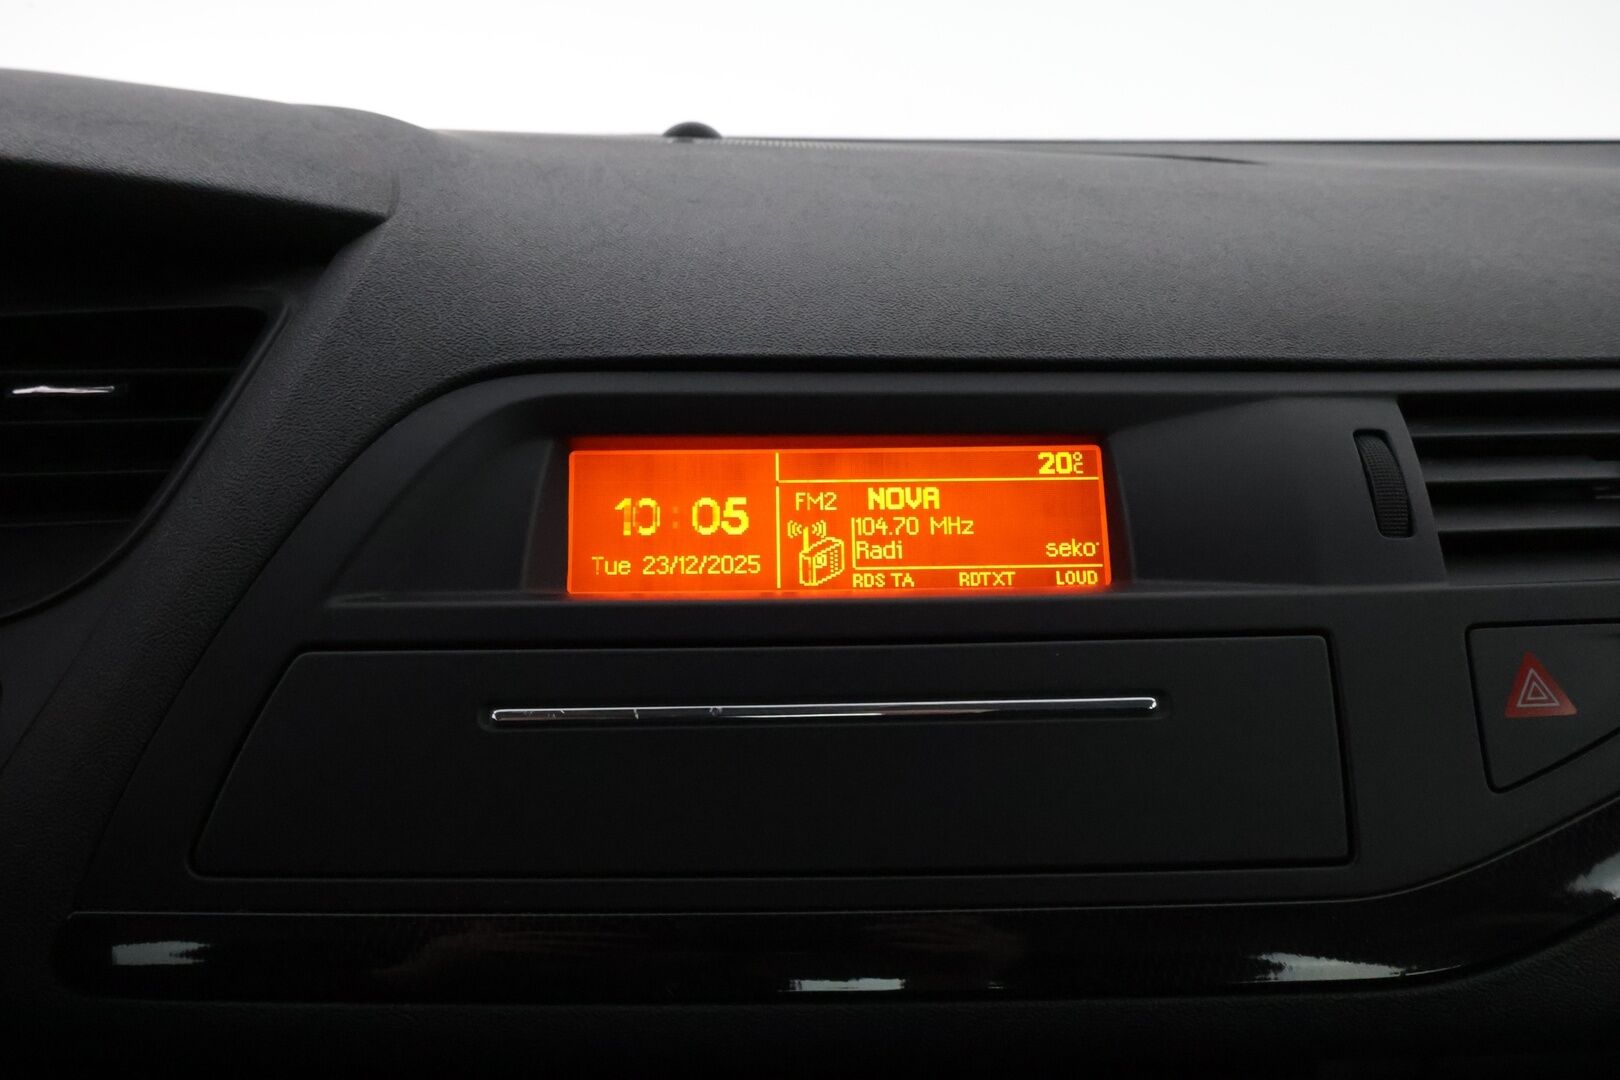 10:05
Tue 23/12/2025
20°C
FM2 NOVA
104.70 MHz
Radi seko
RDS TA RDTXT LOUD